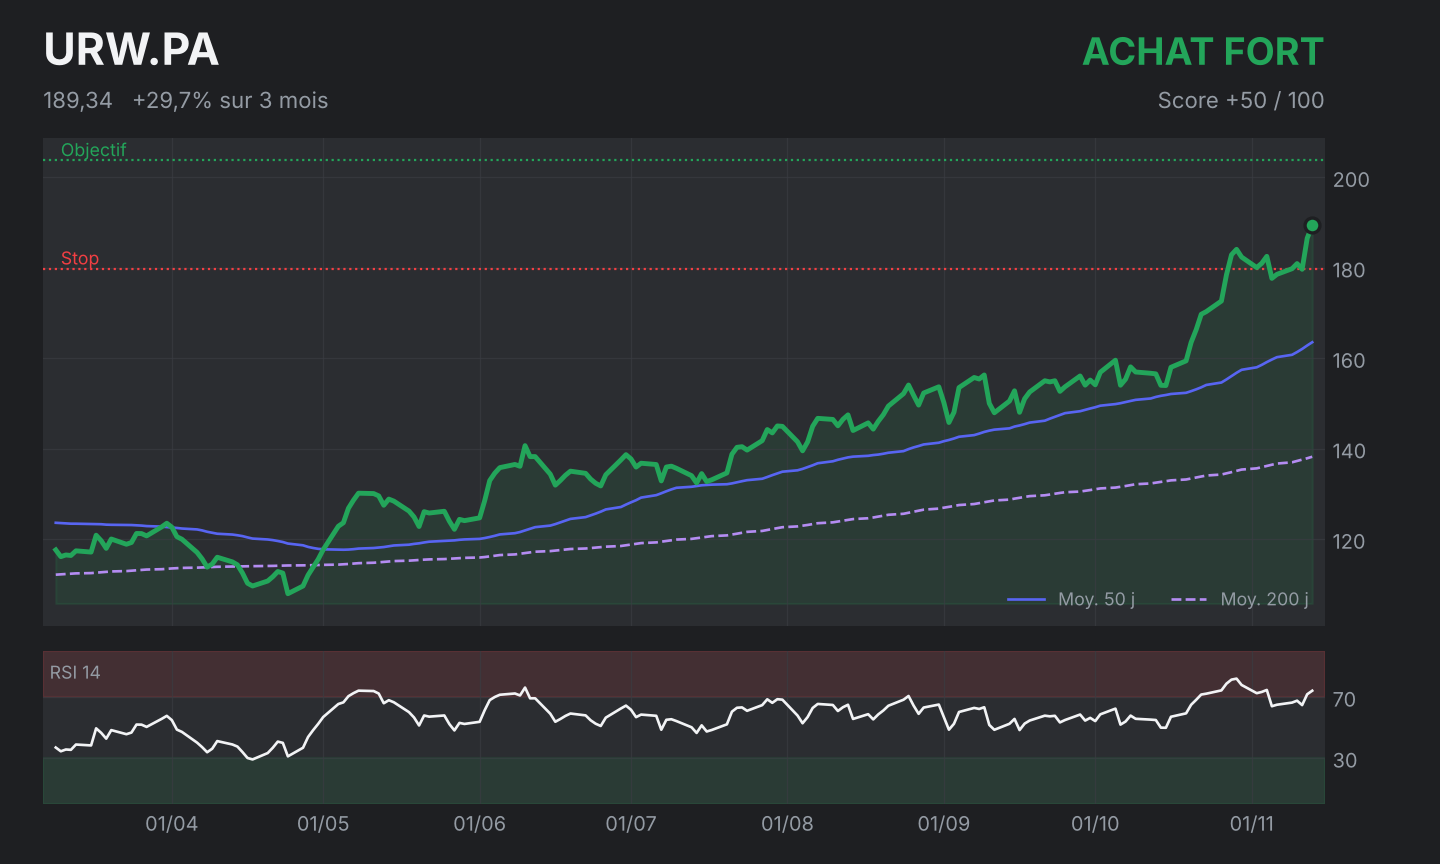 URW.PA
ACHAT FORT
189,34 +29,7% sur 3 mois
Score +50 / 100
Objectif
200
Stop
180
160
140
120
Moy. 50 j
Moy. 200 j
RSI 14
70
30
01/04 01/05 01/06 01/07 01/08 01/09 01/10 01/11